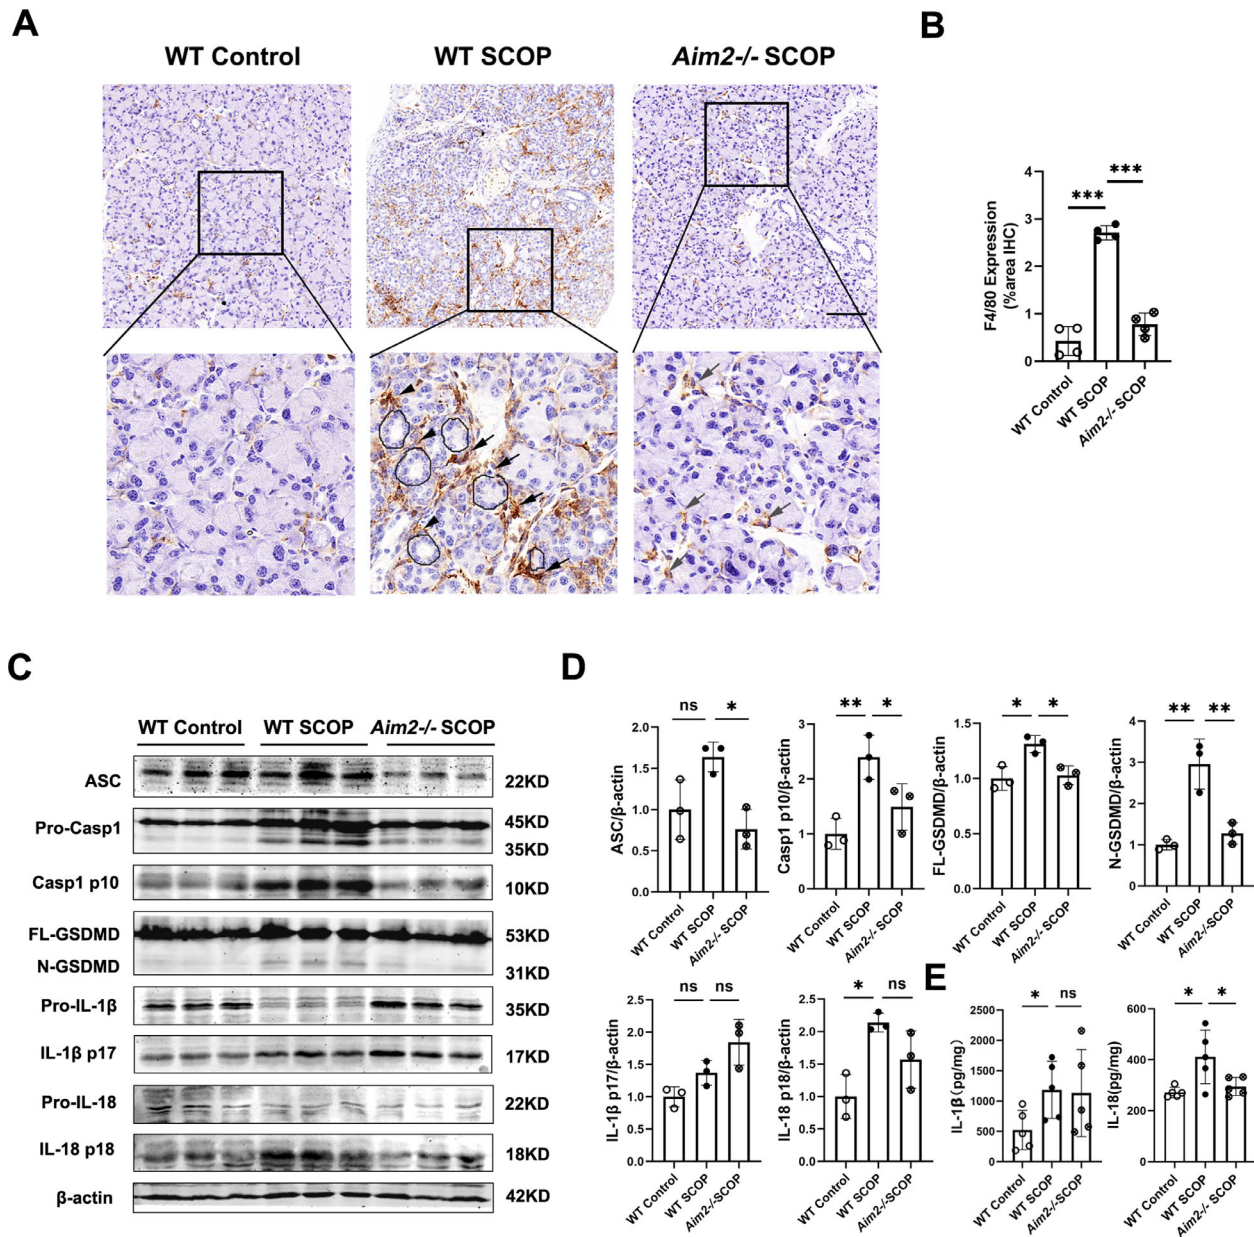 A
WT Control
WT SCOP
Aim2-/- SCOP
B
F4/80 Expression
(%area IHC)
4
3
2
1
0
***
***
WT Control
WT SCOP
Aim2-/- SCOP
C
WT Control
WT SCOP
Aim2-/- SCOP
ASC
22KD
Pro-Casp1
45KD
35KD
Casp1 p10
10KD
FL-GSDMD
53KD
N-GSDMD
31KD
Pro-IL-1β
35KD
IL-1β p17
17KD
Pro-IL-18
22KD
IL-18 p18
18KD
β-actin
42KD
D
ASC/β-actin
2.0
1.5
1.0
0.5
0.0
ns
*
WT Control
WT SCOP
Aim2-/- SCOP
Casp1 p10/β-actin
3
2
1
0
**
*
WT Control
WT SCOP
Aim2-/- SCOP
FL-GSDMD/β-actin
1.5
1.0
0.5
0.0
*
*
WT Control
WT SCOP
Aim2-/- SCOP
N-GSDMD/β-actin
4
3
2
1
0
**
**
WT Control
WT SCOP
Aim2-/-SCOP
IL-1β p17/β-actin
2.5
2.0
1.5
1.0
0.5
0.0
ns
ns
WT Control
WT SCOP
Aim2-/-SCOP
IL-18 p18/β-actin
2.5
2.0
1.5
1.0
0.5
0.0
*
ns
WT Control
WT SCOP
Aim2-/- SCOP
E
IL-1β (pg/mg)
2500
2000
1500
1000
500
0
*
ns
WT Control
WT SCOP
Aim2-/-SCOP
IL-18(pg/mg)
600
400
200
0
*
*
WT Control
WT SCOP
Aim2-/- SCOP